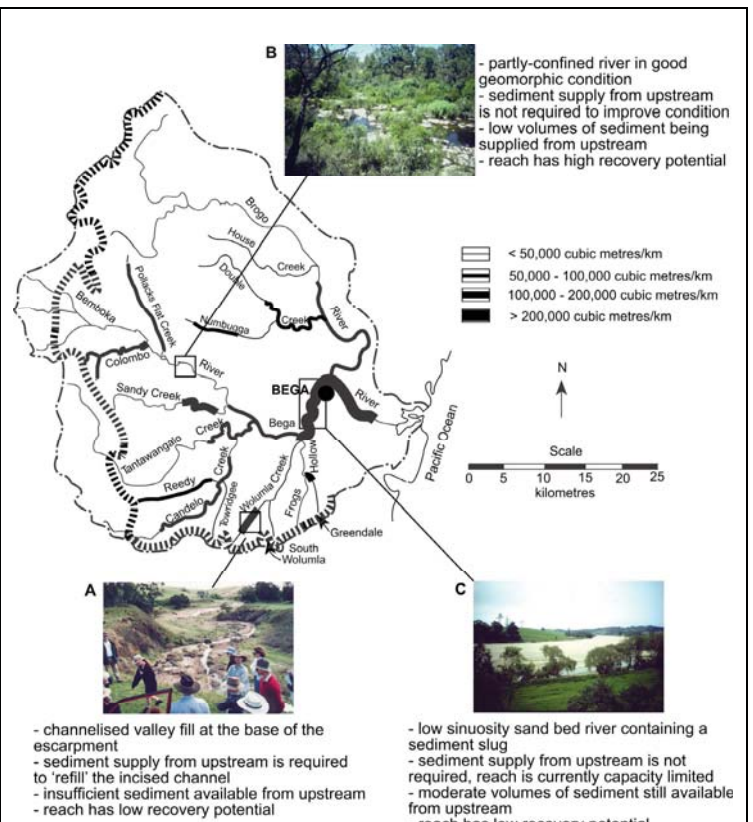 B
- partly-confined river in good
geomorphic condition
- sediment supply from upstream
is not required to improve condition
- low volumes of sediment being
supplied from upstream
- reach has high recovery potential
< 50,000 cubic metres/km
50,000 - 100,000 cubic metres/km
100,000 - 200,000 cubic metres/km
> 200,000 cubic metres/km
Brogo
River
House
Creek
Double
Creek
Numbugga
Pollacks Flat Creek
Bemboka
River
Colombo
Sandy Creek
BEGA
River
Bega
Tantawangalo
Creek
Reedy
Creek
Candelo
Towridgee
Wolumla Creek
Frogs
Hollow
Greendale
South
Wolumla
Pacific Ocean
N
Scale
0 5 10 15 20 25
kilometres
A
- channelised valley fill at the base of the
escarpment
- sediment supply from upstream is required
to 'refill' the incised channel
- insufficient sediment available from upstream
- reach has low recovery potential
C
- low sinuosity sand bed river containing a
sediment slug
- sediment supply from upstream is not
required, reach is currently capacity limited
- moderate volumes of sediment still available
from upstream
- reach has low recovery potential